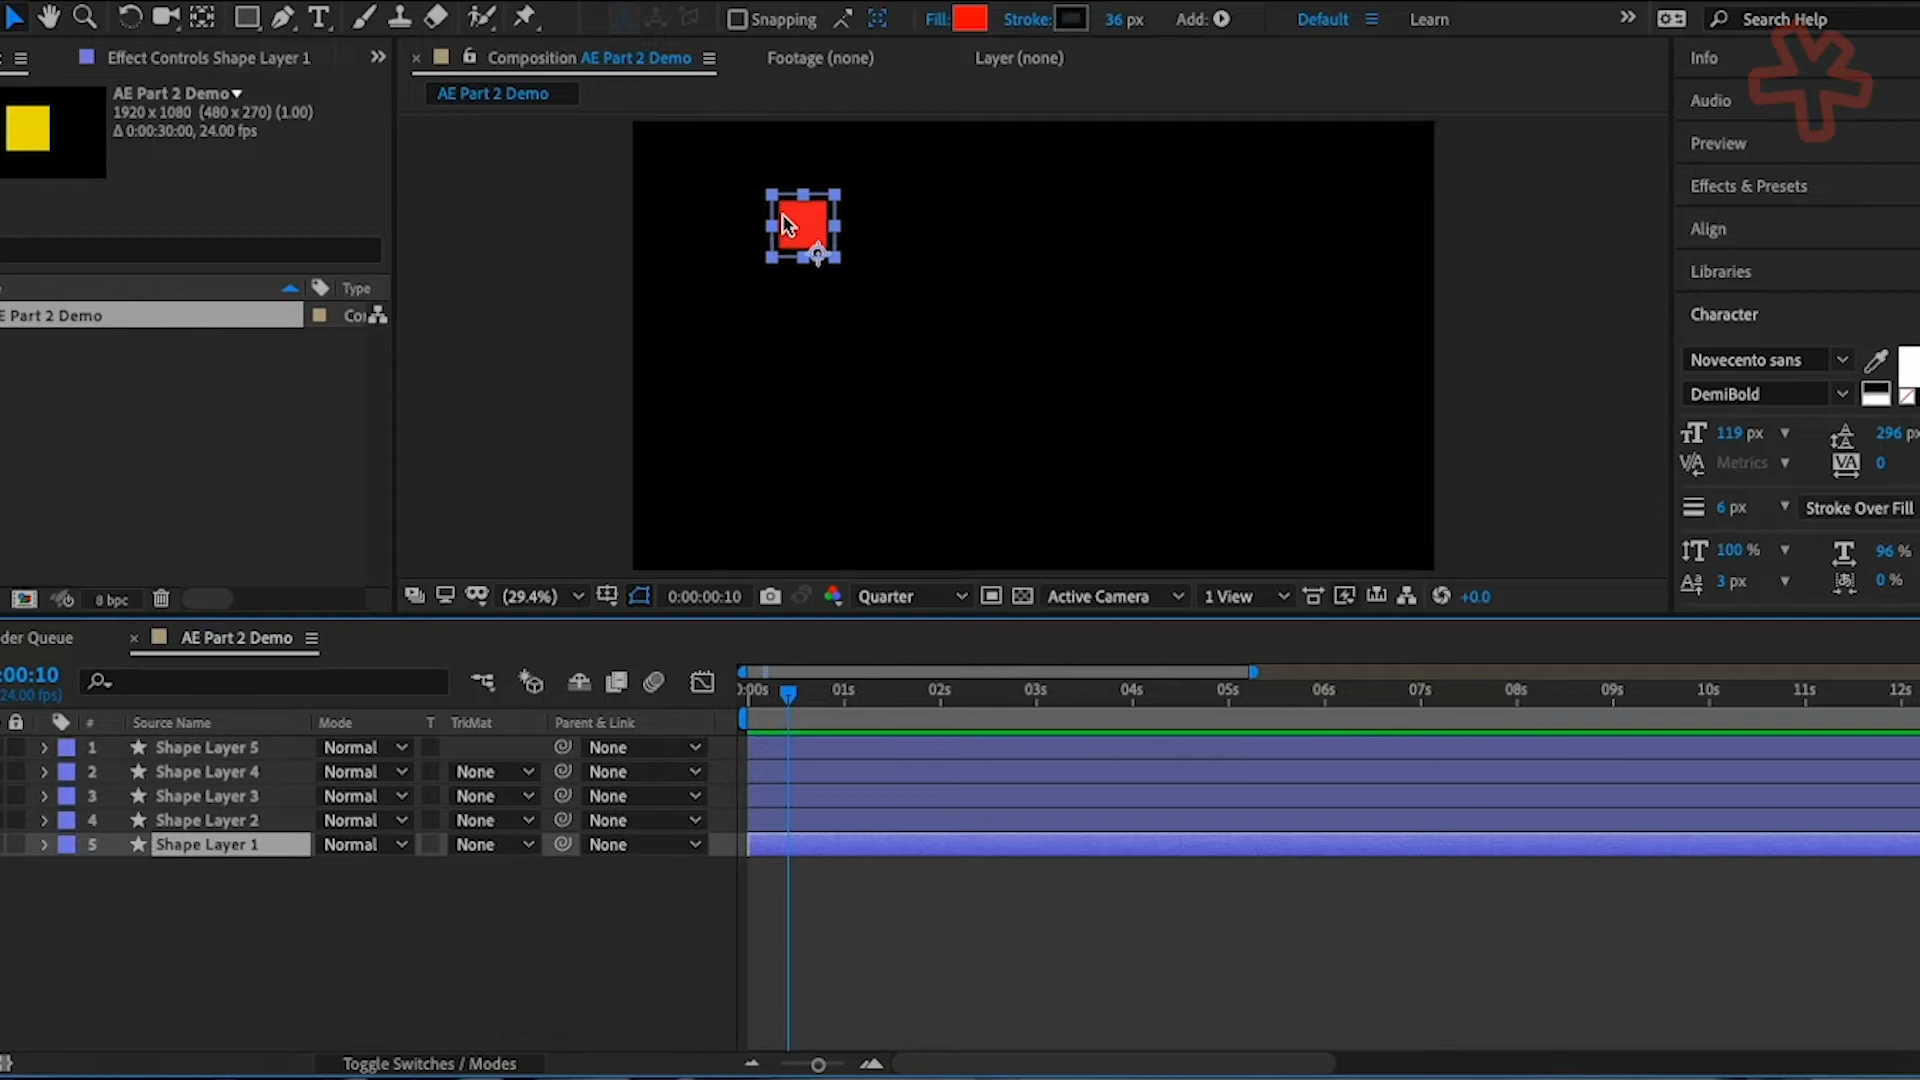 Snapping
Fill:
Stroke:
36 px
Add:
Default
Learn
Search Help
Effect Controls Shape Layer 1
Composition AE Part 2 Demo
Footage (none)
Layer (none)
AE Part 2 Demo
AE Part 2 Demo
1920 x 1080 (480 x 270) (1.00)
Δ 0:00:30:00, 24.00 fps
Type
E Part 2 Demo
8 bpc
(29.4%)
0:00:00:10
Quarter
Active Camera
1 View
+0.0
Info
Audio
Preview
Effects & Presets
Align
Libraries
Character
Novecento sans
DemiBold
119 px
296 px
Metrics
0
6 px
Stroke Over Fill
100 %
96 %
3 px
0 %
der Queue
AE Part 2 Demo
:00:10
24.00 fps)
):00s 01s 02s 03s 04s 05s 06s 07s 08s 09s 10s 11s 12s
# Source Name Mode T TrkMat Parent & Link
1 Shape Layer 5 Normal None
2 Shape Layer 4 Normal None None
3 Shape Layer 3 Normal None None
4 Shape Layer 2 Normal None None
5 Shape Layer 1 Normal None None
Toggle Switches / Modes